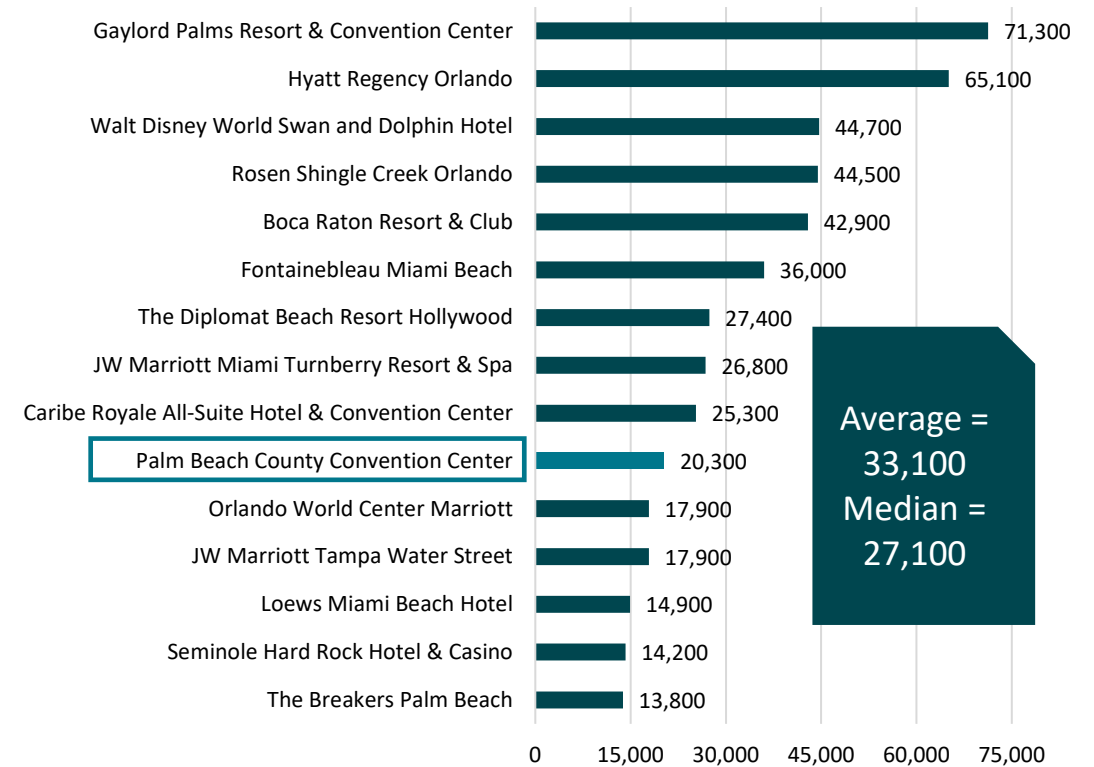 Gaylord Palms Resort & Convention Center 71,300
Hyatt Regency Orlando 65,100
Walt Disney World Swan and Dolphin Hotel 44,700
Rosen Shingle Creek Orlando 44,500
Boca Raton Resort & Club 42,900
Fontainebleau Miami Beach 36,000
The Diplomat Beach Resort Hollywood 27,400
JW Marriott Miami Turnberry Resort & Spa 26,800
Caribe Royale All-Suite Hotel & Convention Center 25,300
Palm Beach County Convention Center 20,300
Orlando World Center Marriott 17,900
JW Marriott Tampa Water Street 17,900
Loews Miami Beach Hotel 14,900
Seminole Hard Rock Hotel & Casino 14,200
The Breakers Palm Beach 13,800
Average =
33,100
Median =
27,100
0 15,000 30,000 45,000 60,000 75,000